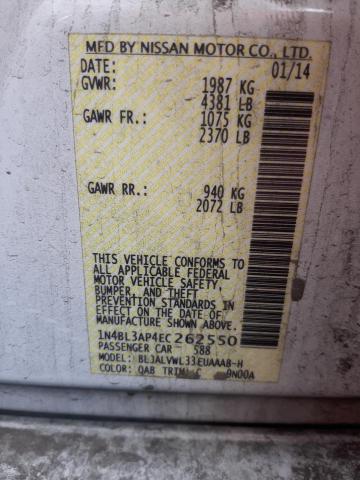 MFD BY NISSAN MOTOR CO., LTD.
DATE: 01/14
GVWR: 1987 KG
4381 LB
GAWR FR: 1075 KG
2370 LB
GAWR RR: 940 KG
2072 LB
THIS VEHICLE CONFORMS TO
ALL APPLICABLE FEDERAL
MOTOR VEHICLE SAFETY,
BUMPER, AND THEFT
PREVENTION STANDARDS IN
EFFECT ON THE DATE OF
MANUFACTURE SHOWN ABOVE.
1N4BL3AP4EC262550
PASSENGER CAR 588
MODEL: BLJALVWL33EUAAAB-H
COLOR: QAB TRIM: C DN00A